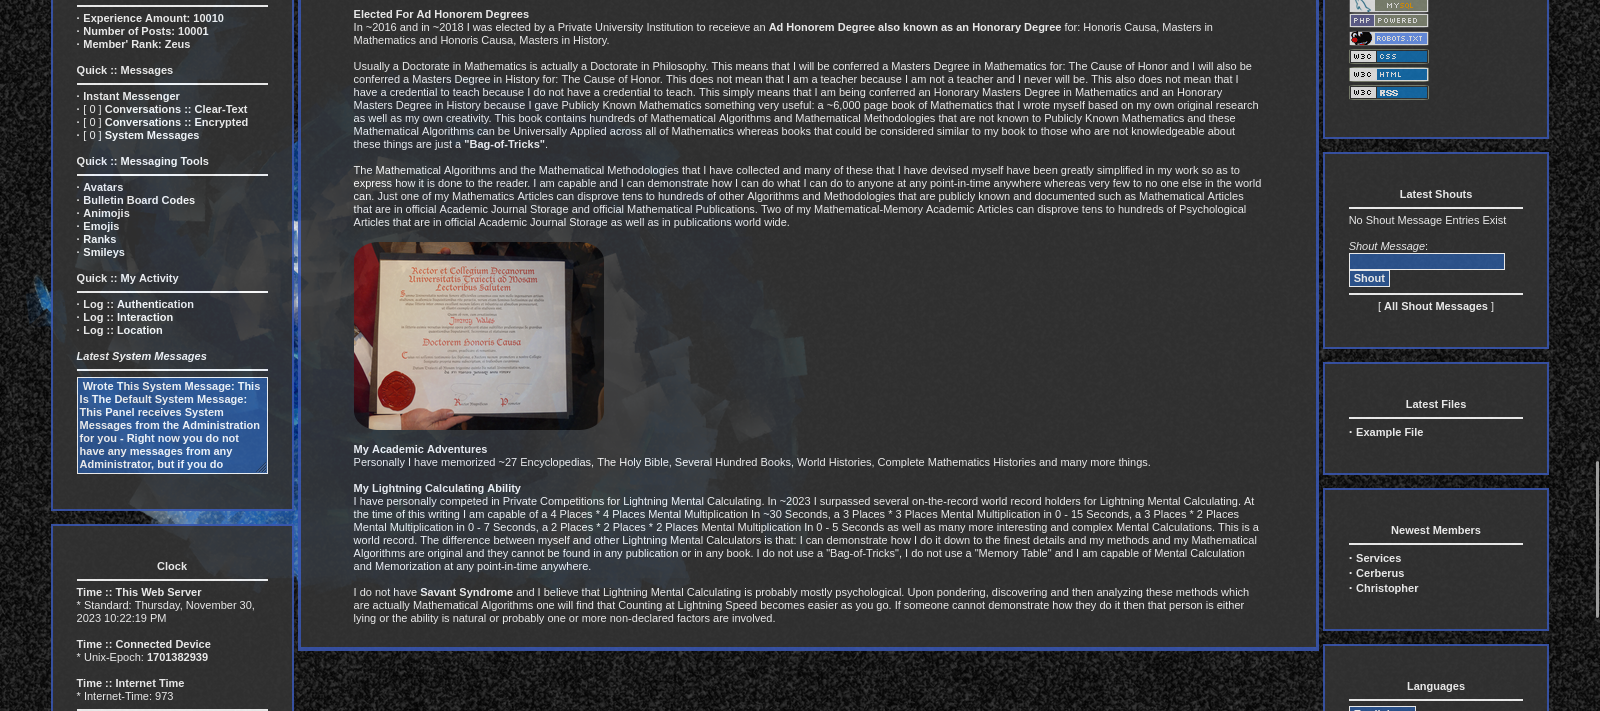 · Experience Amount: 10010
· Number of Posts: 10001
· Member' Rank: Zeus
Quick :: Messages
· Instant Messenger
· [ 0 ] Conversations :: Clear-Text
· [ 0 ] Conversations :: Encrypted
· [ 0 ] System Messages
Quick :: Messaging Tools
· Avatars
· Bulletin Board Codes
· Animojis
· Emojis
· Ranks
· Smileys
Quick :: My Activity
· Log :: Authentication
· Log :: Interaction
· Log :: Location
Latest System Messages
Wrote This System Message: This
Is The Default System Message:
This Panel receives System
Messages from the Administration
for you - Right now you do not
have any messages from any
Administrator, but if you do
Clock
Time :: This Web Server
* Standard: Thursday, November 30,
2023 10:22:19 PM
Time :: Connected Device
* Unix-Epoch: 1701382939
Time :: Internet Time
* Internet-Time: 973
Elected For Ad Honorem Degrees
In ~2016 and in ~2018 I was elected by a Private University Institution to receieve an Ad Honorem Degree also known as an Honorary Degree for: Honoris Causa, Masters in
Mathematics and Honoris Causa, Masters in History.
Usually a Doctorate in Mathematics is actually a Doctorate in Philosophy. This means that I will be conferred a Masters Degree in Mathematics for: The Cause of Honor and I will also be
conferred a Masters Degree in History for: The Cause of Honor. This does not mean that I am a teacher because I am not a teacher and I never will be. This also does not mean that I
have a credential to teach because I do not have a credential to teach. This simply means that I am being conferred an Honorary Masters Degree in Mathematics and an Honorary
Masters Degree in History because I gave Publicly Known Mathematics something very useful: a ~6,000 page book of Mathematics that I wrote myself based on my own original research
as well as my own creativity. This book contains hundreds of Mathematical Algorithms and Mathematical Methodologies that are not known to Publicly Known Mathematics and these
Mathematical Algorithms can be Universally Applied across all of Mathematics whereas books that could be considered similar to my book to those who are not knowledgeable about
these things are just a "Bag-of-Tricks".
The Mathematical Algorithms and the Mathematical Methodologies that I have collected and many of these that I have devised myself have been greatly simplified in my work so as to
express how it is done to the reader. I am capable and I can demonstrate how I can do what I can do to anyone at any point-in-time anywhere whereas very few to no one else in the world
can. Just one of my Mathematics Articles can disprove tens to hundreds of other Algorithms and Methodologies that are publicly known and documented such as Mathematical Articles
that are in official Academic Journal Storage and official Mathematical Publications. Two of my Mathematical-Memory Academic Articles can disprove tens to hundreds of Psychological
Articles that are in official Academic Journal Storage as well as in publications world wide.
Rector et Collegium Decanorum
Universitatis Traiecti ad Mosam
Lectoribus Salutem
Jimmy Wales
Doctorem Honoris Causa
My Academic Adventures
Personally I have memorized ~27 Encyclopedias, The Holy Bible, Several Hundred Books, World Histories, Complete Mathematics Histories and many more things.
My Lightning Calculating Ability
I have personally competed in Private Competitions for Lightning Mental Calculating. In ~2023 I surpassed several on-the-record world record holders for Lightning Mental Calculating. At
the time of this writing I am capable of a 4 Places * 4 Places Mental Multiplication In ~30 Seconds, a 3 Places * 3 Places Mental Multiplication in 0 - 15 Seconds, a 3 Places * 2 Places
Mental Multiplication in 0 - 7 Seconds, a 2 Places * 2 Places * 2 Places Mental Multiplication In 0 - 5 Seconds as well as many more interesting and complex Mental Calculations. This is a
world record. The difference between myself and other Lightning Mental Calculators is that: I can demonstrate how I do it down to the finest details and my methods and my Mathematical
Algorithms are original and they cannot be found in any publication or in any book. I do not use a "Bag-of-Tricks", I do not use a "Memory Table" and I am capable of Mental Calculation
and Memorization at any point-in-time anywhere.
I do not have Savant Syndrome and I believe that Lightning Mental Calculating is probably mostly psychological. Upon pondering, discovering and then analyzing these methods which
are actually Mathematical Algorithms one will find that Counting at Lightning Speed becomes easier as you go. If someone cannot demonstrate how they do it then that person is either
lying or the ability is natural or probably one or more non-declared factors are involved.
MYSQL
PHP POWERED
ROBOTS.TXT
W3C CSS
W3C HTML
W3C RSS
Latest Shouts
No Shout Message Entries Exist
Shout Message:
Shout
[ All Shout Messages ]
Latest Files
· Example File
Newest Members
· Services
· Cerberus
· Christopher
Languages